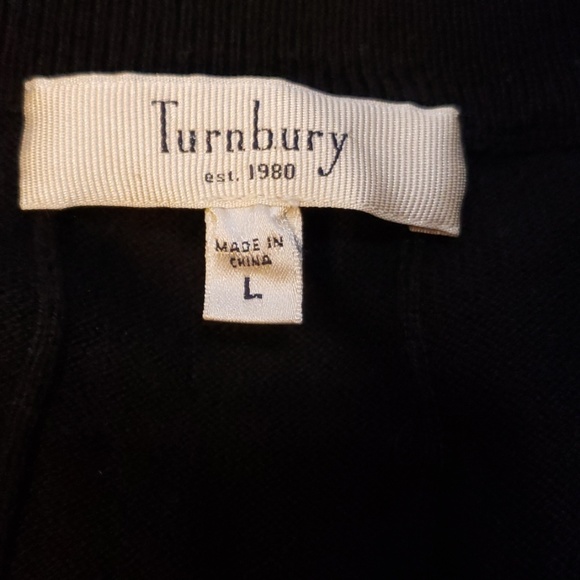 Turnbury
est. 1980
MADE IN
CHINA
L